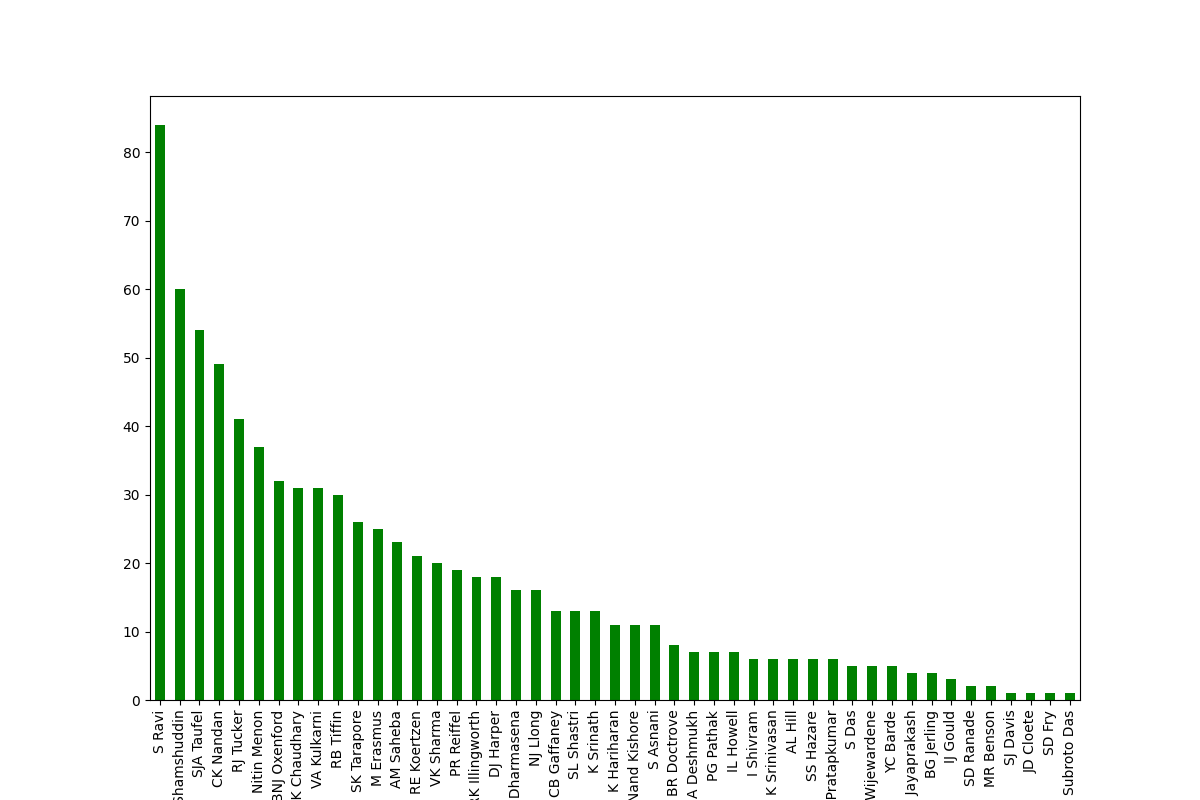 80
70
60
50
40
30
20
10
0
S Ravi
Shamshuddin
SJA Taufel
CK Nandan
RJ Tucker
Nitin Menon
BNJ Oxenford
K Chaudhary
VA Kulkarni
RB Tiffin
SK Tarapore
M Erasmus
AM Saheba
RE Koertzen
VK Sharma
PR Reiffel
RK Illingworth
DJ Harper
Dharmasena
NJ Llong
CB Gaffaney
SL Shastri
K Srinath
K Hariharan
Nand Kishore
S Asnani
BR Doctrove
A Deshmukh
PG Pathak
IL Howell
I Shivram
K Srinivasan
AL Hill
SS Hazare
Pratapkumar
S Das
Wijewardene
YC Barde
Jayaprakash
BG Jerling
IJ Gould
SD Ranade
MR Benson
SJ Davis
JD Cloete
SD Fry
Subroto Das